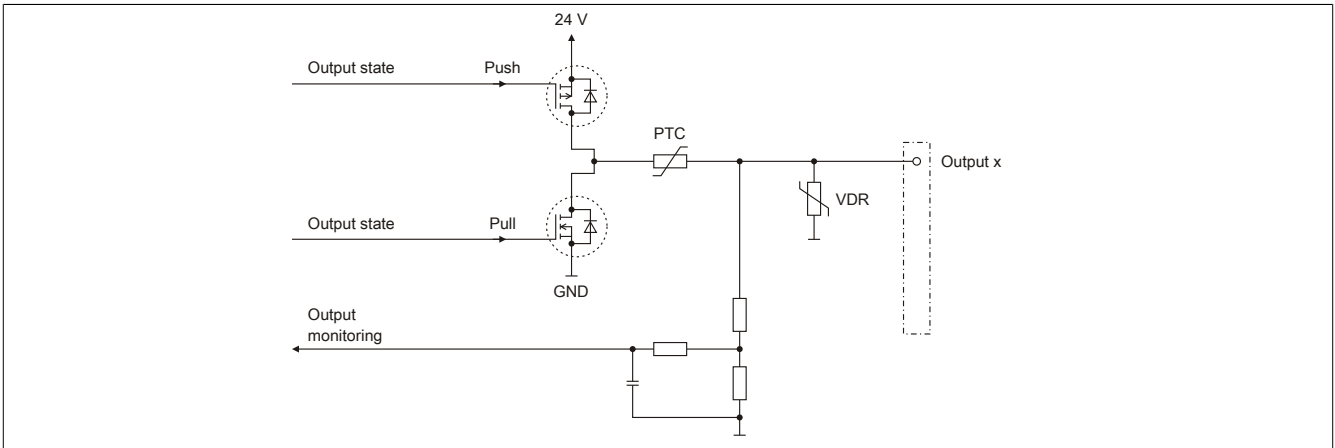 24 V
Output state
Push
PTC
Output x
VDR
Output state
Pull
GND
Output
monitoring